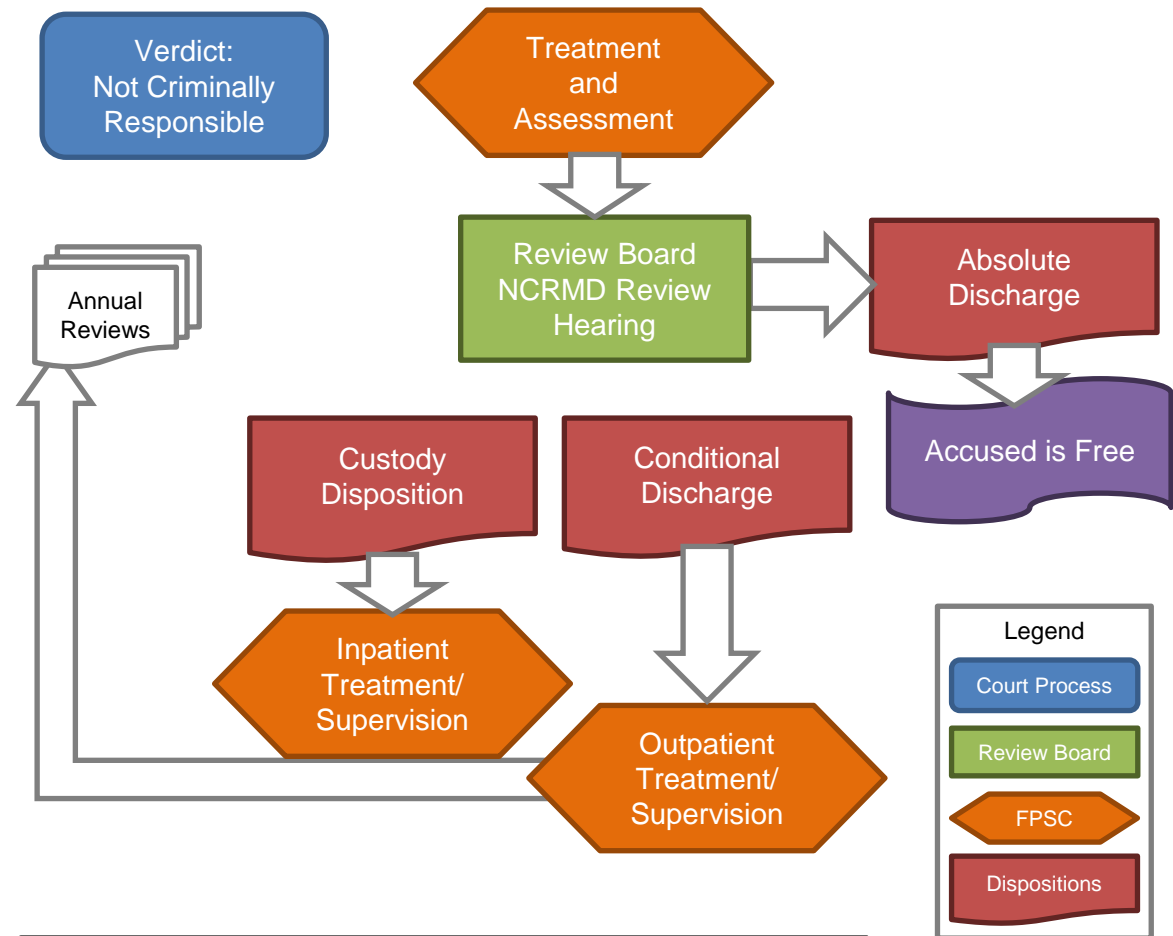 Verdict:
Not Criminally
Responsible
Treatment
and
Assessment
Review Board
NCRMD Review
Hearing
Absolute
Discharge
Annual
Reviews
Accused is Free
Custody
Disposition
Conditional
Discharge
Inpatient
Treatment/
Supervision
Outpatient
Treatment/
Supervision
Legend
Court Process
Review Board
FPSC
Dispositions